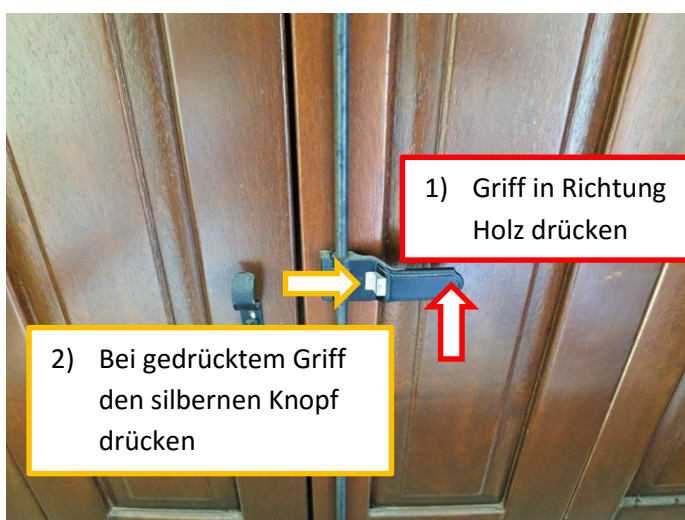 1) Griff in Richtung
Holz drücken
2) Bei gedrücktem Griff
den silbernen Knopf
drücken